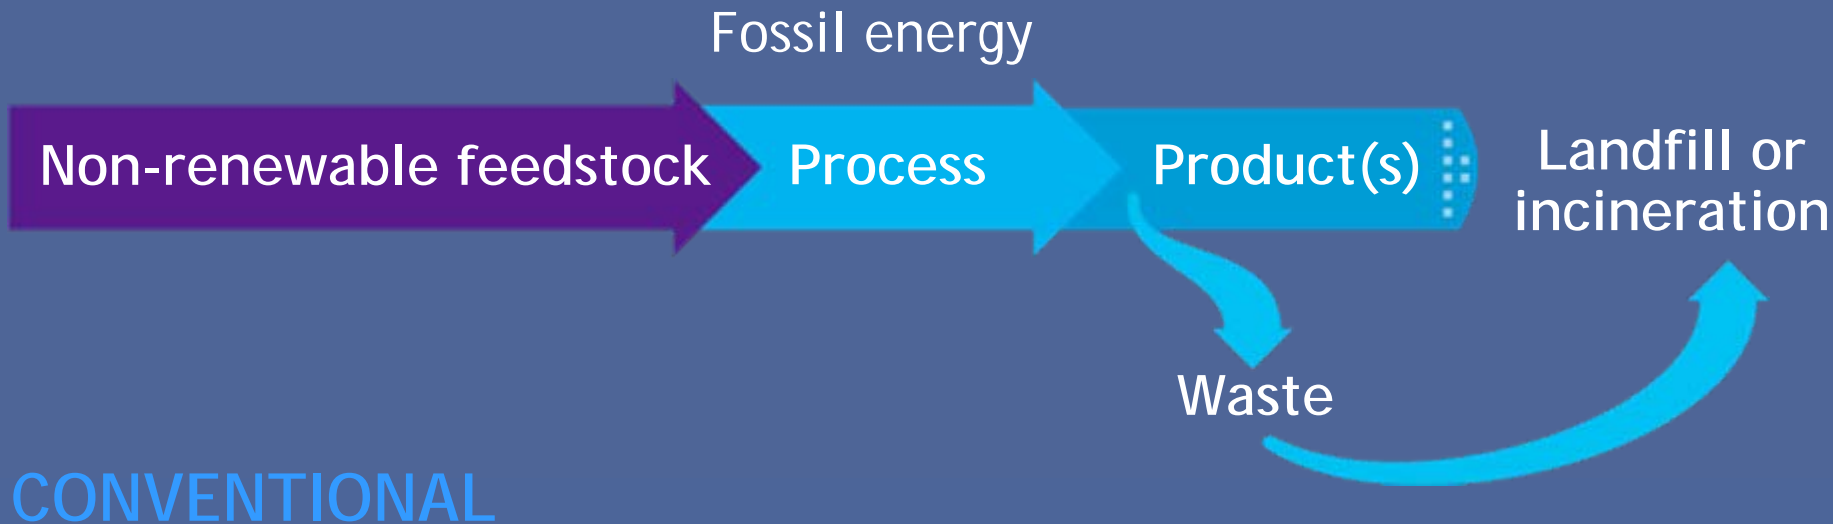 Fossil energy
Non-renewable feedstock
Process
Product(s)
Landfill or
incineration
Waste
CONVENTIONAL